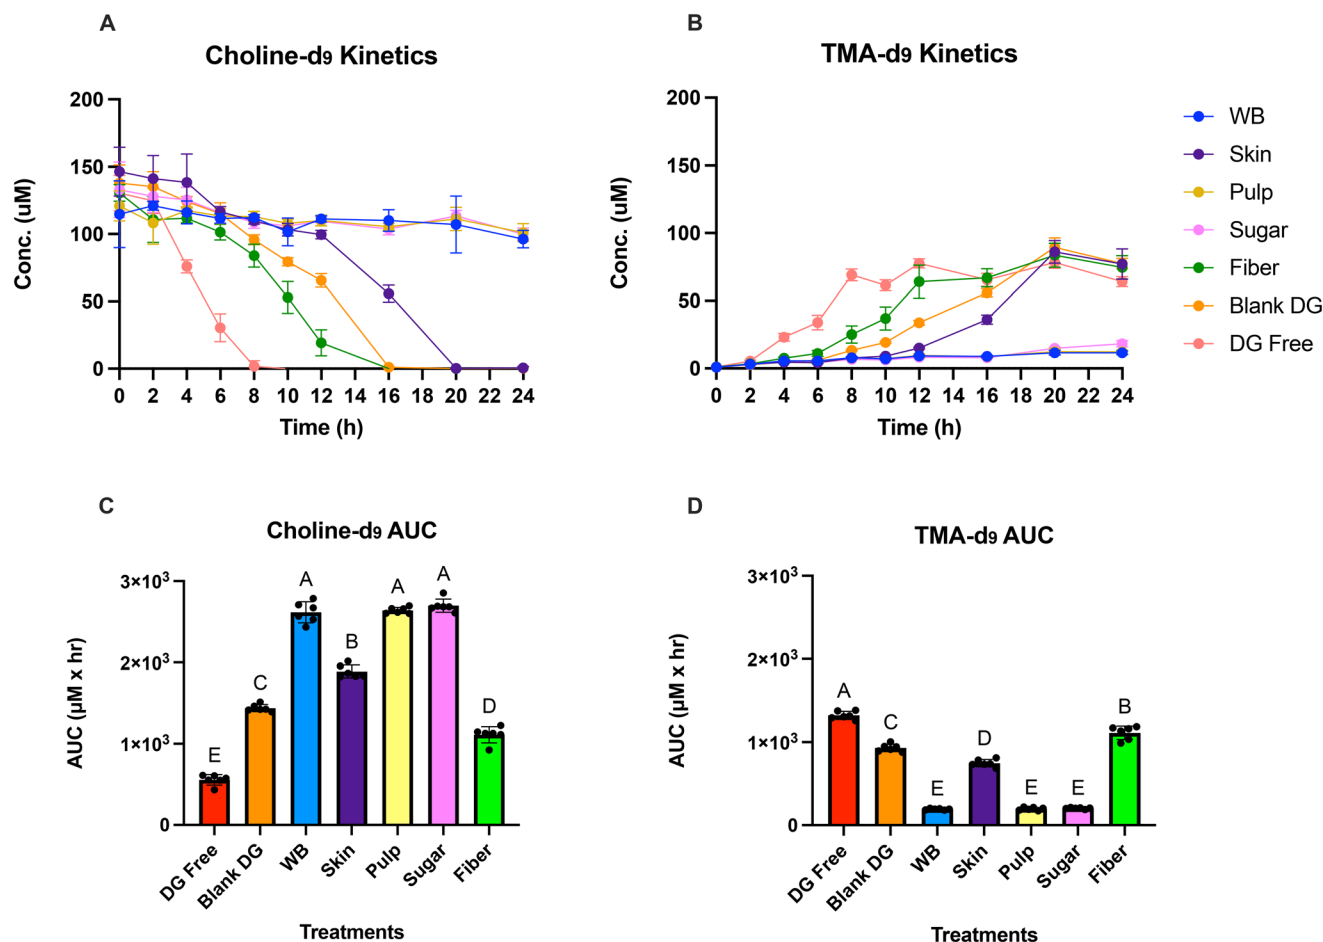 A
Choline-d9 Kinetics
Conc. (uM)
200
150
100
50
0
0 2 4 6 8 10 12 14 16 18 20 22 24
Time (h)
B
TMA-d9 Kinetics
Conc. (uM)
200
150
100
50
0
0 2 4 6 8 10 12 14 16 18 20 22 24
Time (h)
WB
Skin
Pulp
Sugar
Fiber
Blank DG
DG Free
C
Choline-d9 AUC
AUC (µM x hr)
3×10³
2×10³
1×10³
0
E C A B A A D
DG Free Blank DG WB Skin Pulp Sugar Fiber
Treatments
D
TMA-d9 AUC
AUC (µM x hr)
3×10³
2×10³
1×10³
0
A C E D E E B
DG Free Blank DG WB Skin Pulp Sugar Fiber
Treatments